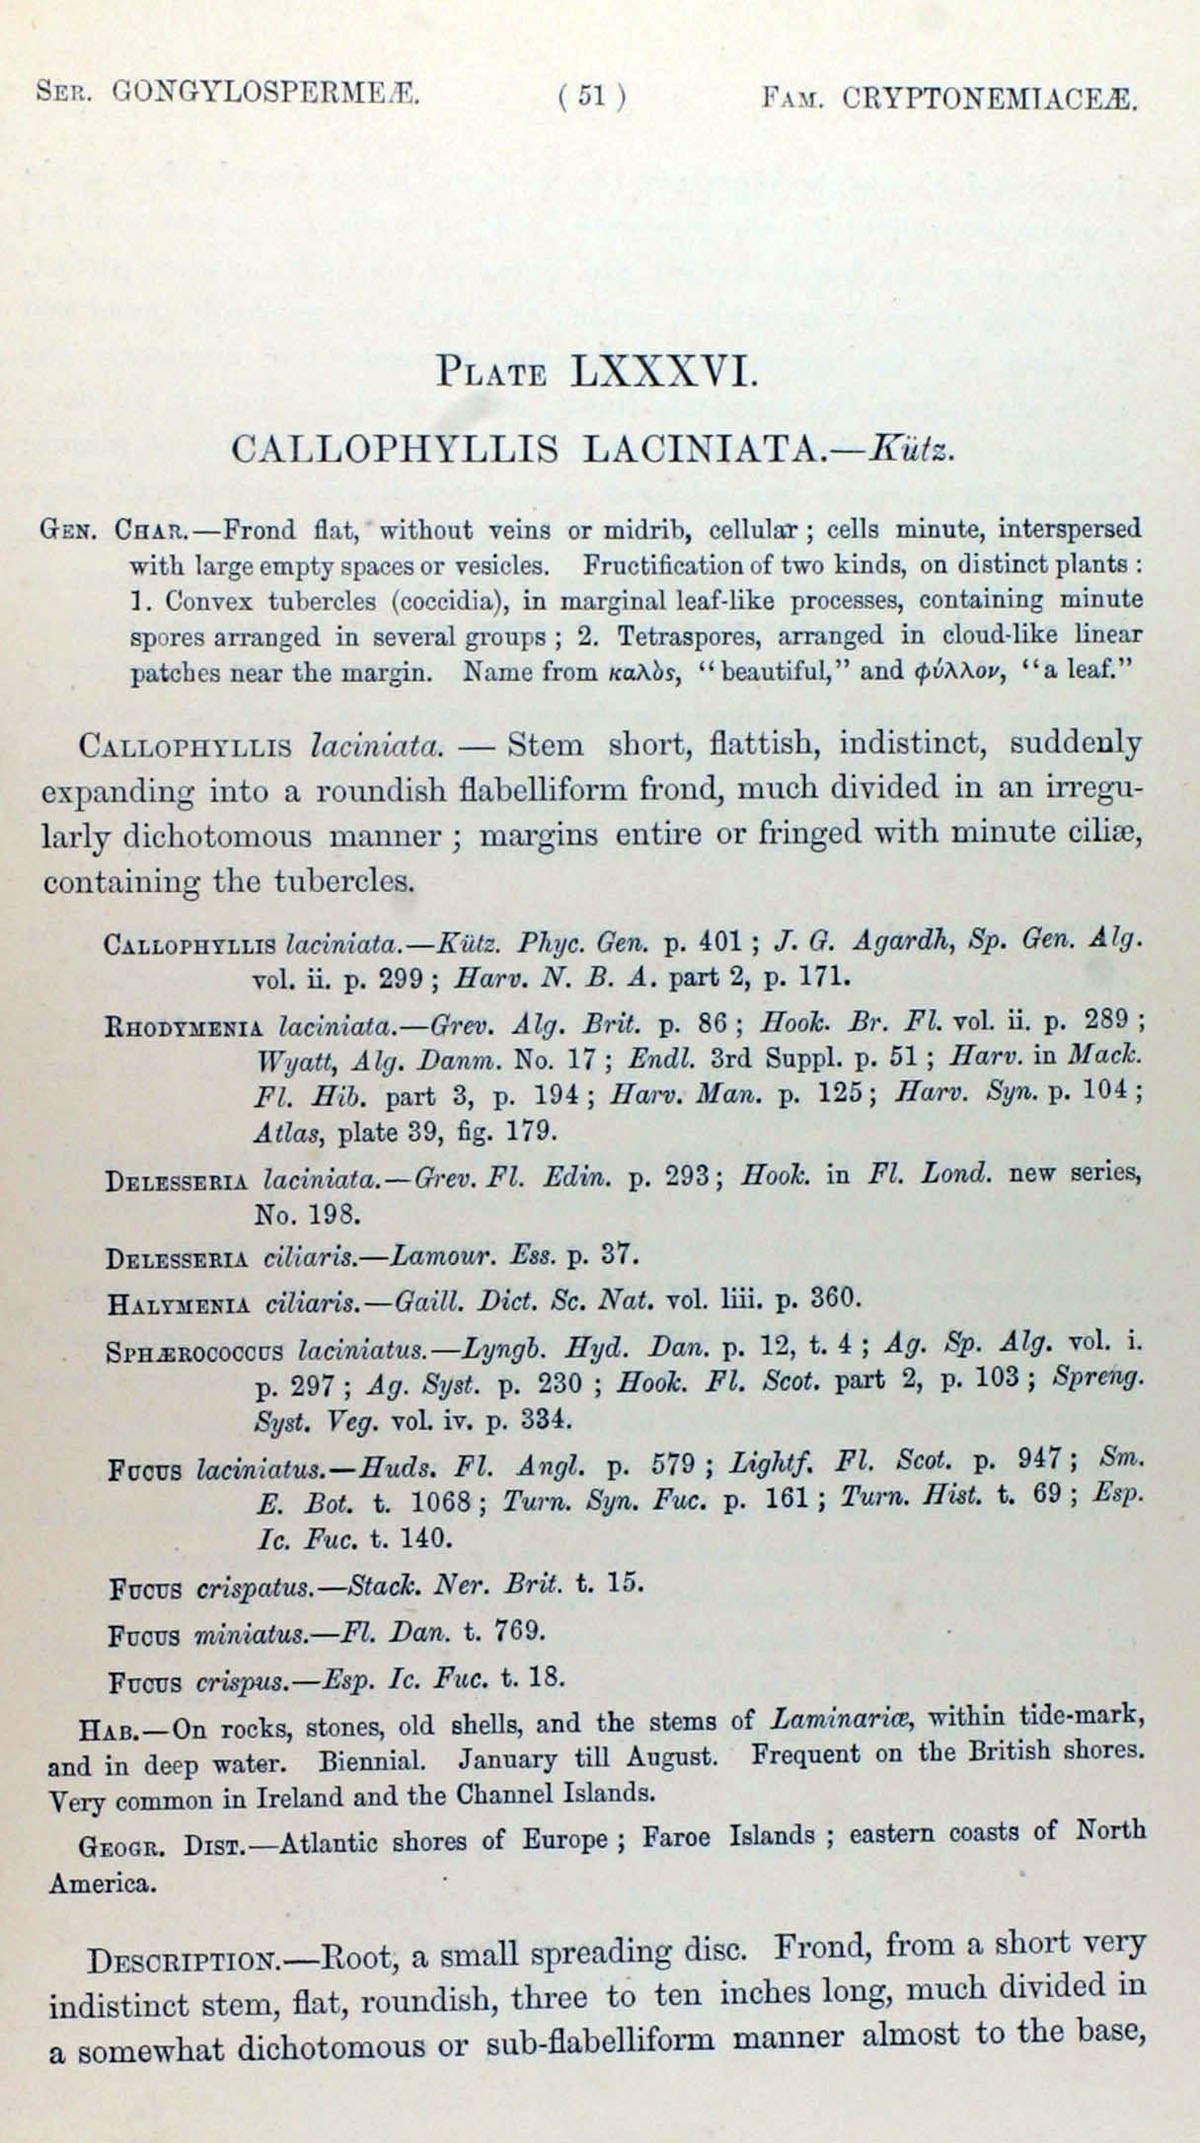 Ser. GONGYLOSPERMEÆ. ( 51 ) Fam. CRYPTONEMIACEÆ.
Plate LXXXVI.
CALLOPHYLLIS LACINIATA.—Kütz.
Gen. Char.—Frond flat, without veins or midrib, cellular ; cells minute, interspersed
with large empty spaces or vesicles. Fructification of two kinds, on distinct plants :
1. Convex tubercles (coccidia), in marginal leaf-like processes, containing minute
spores arranged in several groups ; 2. Tetraspores, arranged in cloud-like linear
patches near the margin. Name from καλὸς, “beautiful,” and φύλλον, “a leaf.”
Callophyllis laciniata. — Stem short, flattish, indistinct, suddenly
expanding into a roundish flabelliform frond, much divided in an irregu-
larly dichotomous manner ; margins entire or fringed with minute ciliæ,
containing the tubercles.
Callophyllis laciniata.—Kütz. Phyc. Gen. p. 401 ; J. G. Agardh, Sp. Gen. Alg.
vol. ii. p. 299 ; Harv. N. B. A. part 2, p. 171.
Rhodymenia laciniata.—Grev. Alg. Brit. p. 86 ; Hook. Br. Fl. vol. ii. p. 289 ;
Wyatt, Alg. Danm. No. 17 ; Endl. 3rd Suppl. p. 51 ; Harv. in Mack.
Fl. Hib. part 3, p. 194 ; Harv. Man. p. 125 ; Harv. Syn. p. 104 ;
Atlas, plate 39, fig. 179.
Delesseria laciniata.—Grev. Fl. Edin. p. 293 ; Hook. in Fl. Lond. new series,
No. 198.
Delesseria ciliaris.—Lamour. Ess. p. 37.
Halymenia ciliaris.—Gaill. Dict. Sc. Nat. vol. liii. p. 360.
Sphærococcus laciniatus.—Lyngb. Hyd. Dan. p. 12, t. 4 ; Ag. Sp. Alg. vol. i.
p. 297 ; Ag. Syst. p. 230 ; Hook. Fl. Scot. part 2, p. 103 ; Spreng.
Syst. Veg. vol. iv. p. 334.
Fucus laciniatus.—Huds. Fl. Angl. p. 579 ; Lightf. Fl. Scot. p. 947 ; Sm.
E. Bot. t. 1068 ; Turn. Syn. Fuc. p. 161 ; Turn. Hist. t. 69 ; Esp.
Ic. Fuc. t. 140.
Fucus crispatus.—Stack. Ner. Brit. t. 15.
Fucus miniatus.—Fl. Dan. t. 769.
Fucus crispus.—Esp. Ic. Fuc. t. 18.
Hab.—On rocks, stones, old shells, and the stems of Laminariæ, within tide-mark,
and in deep water. Biennial. January till August. Frequent on the British shores.
Very common in Ireland and the Channel Islands.
Geogr. Dist.—Atlantic shores of Europe ; Faroe Islands ; eastern coasts of North
America.
Description.—Root, a small spreading disc. Frond, from a short very
indistinct stem, flat, roundish, three to ten inches long, much divided in
a somewhat dichotomous or sub-flabelliform manner almost to the base,